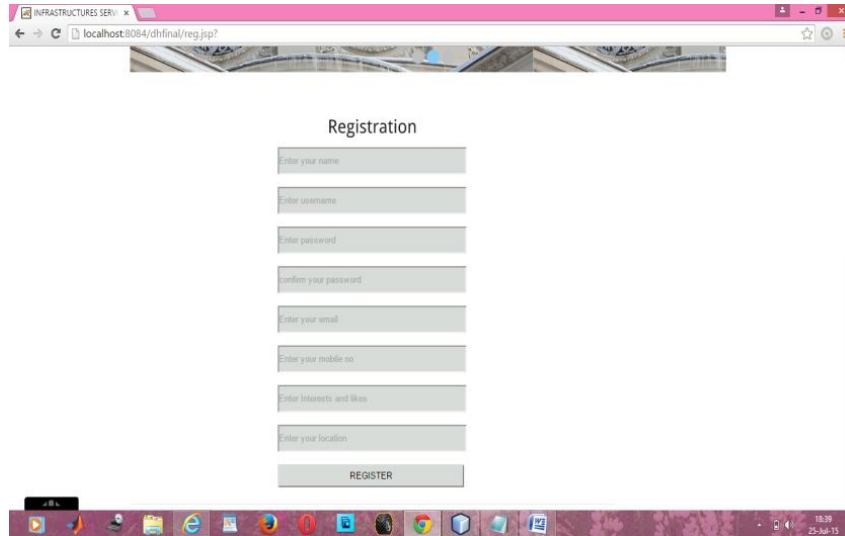 INFRASTRUCTURES SERV
localhost:8084/dhfinal/reg.jsp?
Registration
Enter your name
Enter username
Enter password
confirm your password
Enter your email
Enter your mobile no
Enter Interests and likes
Enter your location
REGISTER
18:39
25-Jul-15